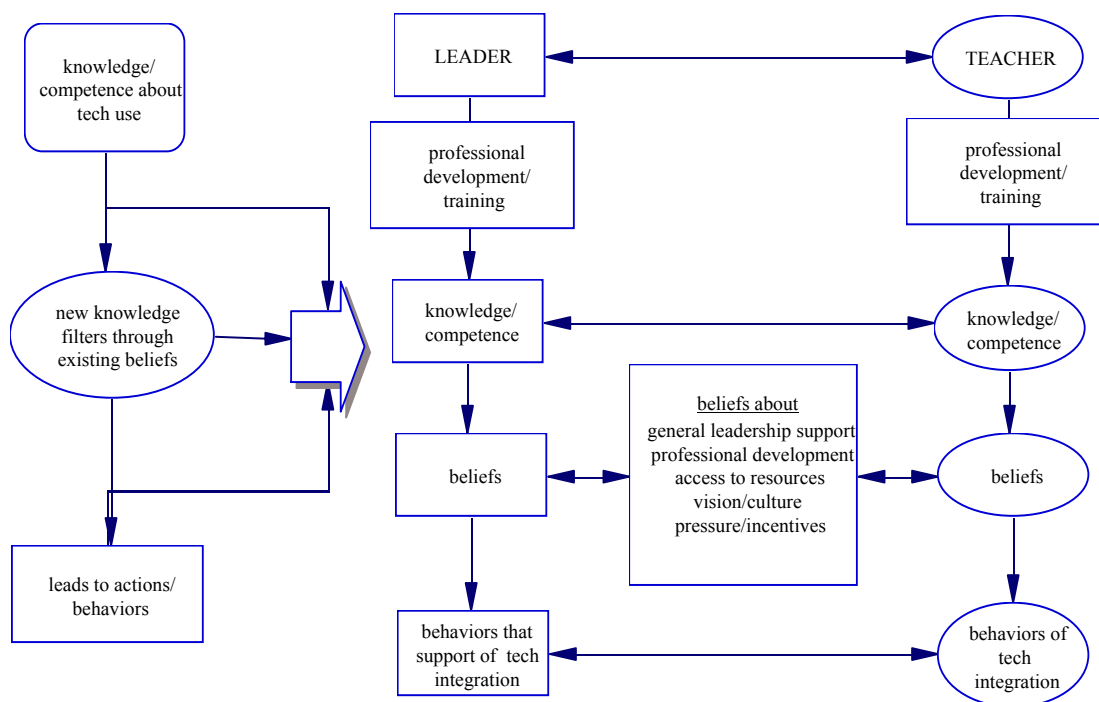 knowledge/
competence about
tech use
new knowledge
filters through
existing beliefs
leads to actions/
behaviors
LEADER
TEACHER
professional
development/
training
professional
development/
training
knowledge/
competence
knowledge/
competence
beliefs
beliefs about
general leadership support
professional development
access to resources
vision/culture
pressure/incentives
beliefs
behaviors that
support of tech
integration
behaviors of
tech
integration